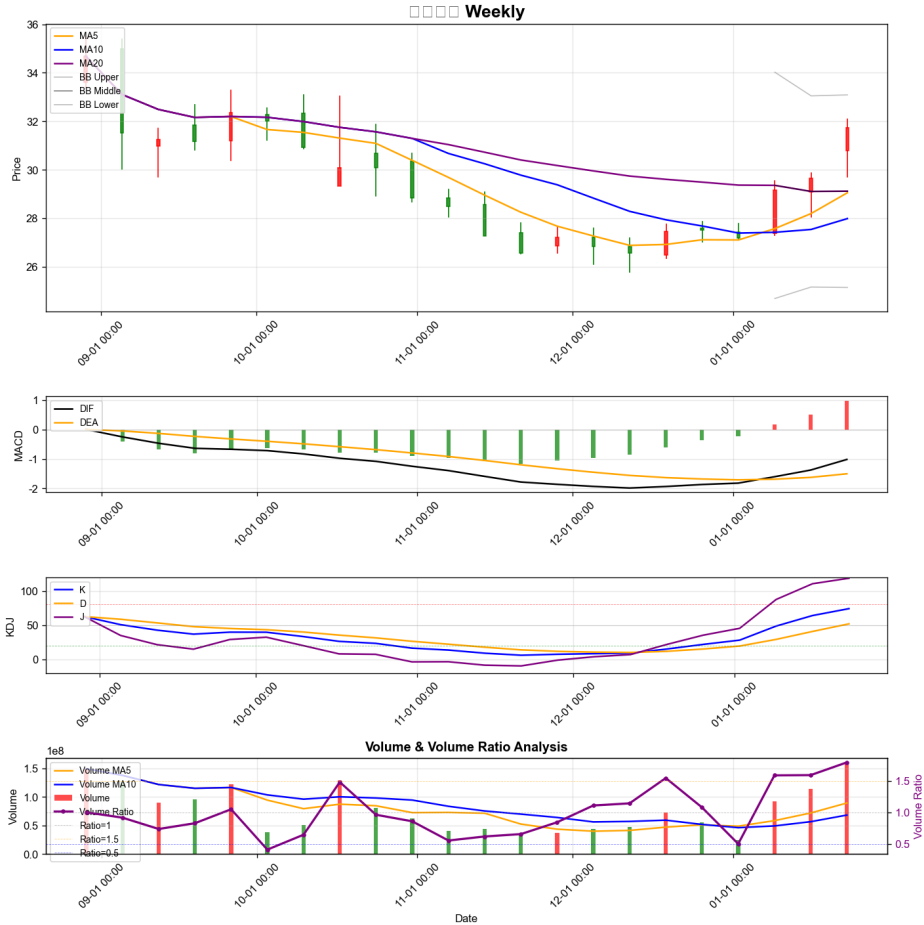 Weekly
36
34
32
30
28
26
Price
MA5
MA10
MA20
BB Upper
BB Middle
BB Lower
09-01 00:00
10-01 00:00
11-01 00:00
12-01 00:00
01-01 00:00
1
0
-1
-2
MACD
DIF
DEA
09-01 00:00
10-01 00:00
11-01 00:00
12-01 00:00
01-01 00:00
100
50
0
KDJ
K
D
J
09-01 00:00
10-01 00:00
11-01 00:00
12-01 00:00
01-01 00:00
Volume & Volume Ratio Analysis
1e8
1.5
1.0
0.5
0.0
Volume
Volume MA5
Volume MA10
Volume
Volume Ratio
Ratio=1
Ratio=1.5
Ratio=0.5
1.5
1.0
0.5
Volume Ratio
09-01 00:00
10-01 00:00
11-01 00:00
12-01 00:00
01-01 00:00
Date